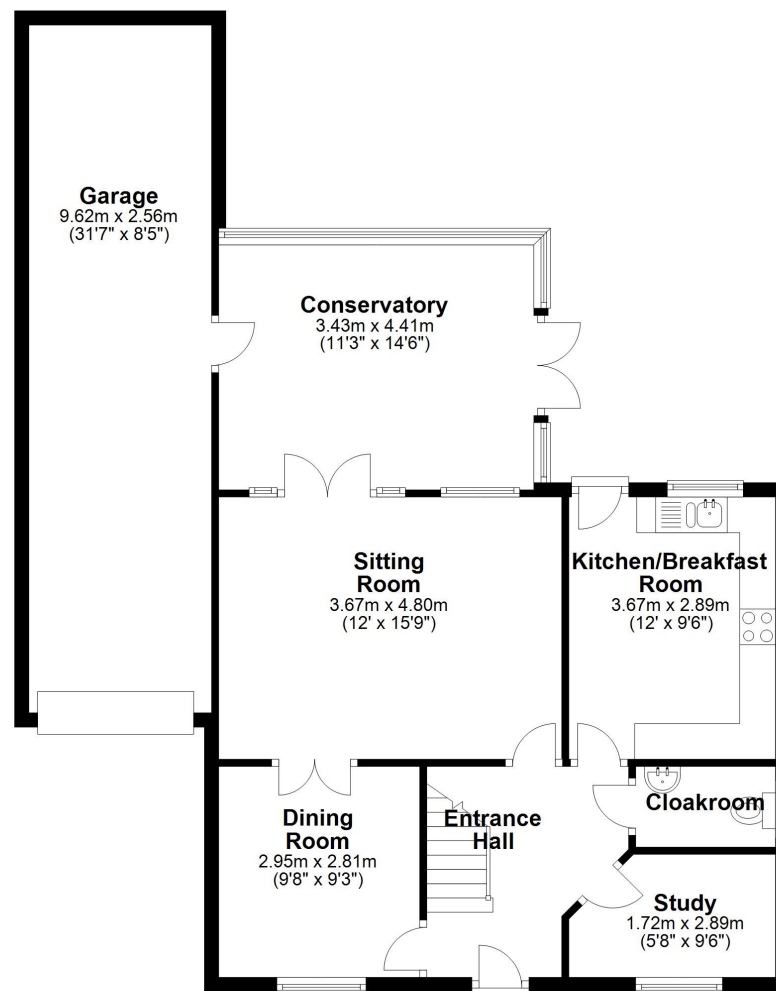 Garage
9.62m x 2.56m
(31'7" x 8'5")
Conservatory
3.43m x 4.41m
(11'3" x 14'6")
Sitting
Room
3.67m x 4.80m
(12' x 15'9")
Kitchen/Breakfast
Room
3.67m x 2.89m
(12' x 9'6")
Dining
Room
2.95m x 2.81m
(9'8" x 9'3")
Entrance
Hall
Cloakroom
Study
1.72m x 2.89m
(5'8" x 9'6")